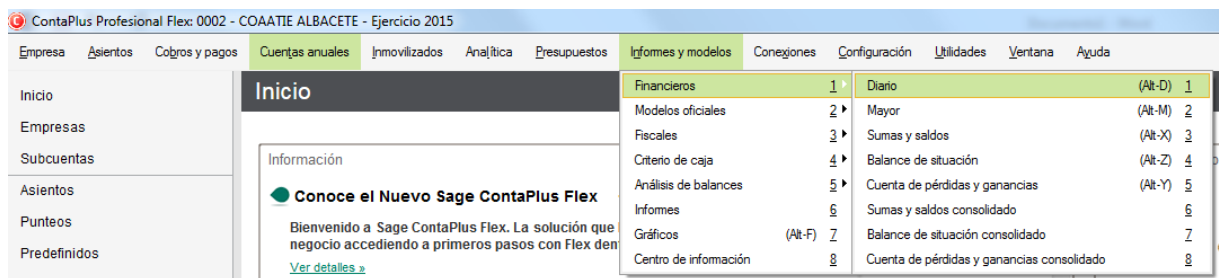 ContaPlus Profesional Flex: 0002 - COAATIE ALBACETE - Ejercicio 2015
Empresa Asientos Cobros y pagos Cuentas anuales Inmovilizados Analítica Presupuestos Informes y modelos Conexiones Configuración Utilidades Ventana Ayuda
Inicio
Empresas
Subcuentas
Asientos
Punteos
Predefinidos
Inicio
Información
Conoce el Nuevo Sage ContaPlus Flex
Bienvenido a Sage ContaPlus Flex. La solución que
negocio accediendo a primeros pasos con Flex den
Ver detalles »
Financieros 1
Modelos oficiales 2
Fiscales 3
Criterio de caja 4
Análisis de balances 5
Informes 6
Gráficos (Alt-F) 7
Centro de información 8
Diario (Alt-D) 1
Mayor (Alt-M) 2
Sumas y saldos (Alt-X) 3
Balance de situación (Alt-Z) 4
Cuenta de pérdidas y ganancias (Alt-Y) 5
Sumas y saldos consolidado 6
Balance de situación consolidado 7
Cuenta de pérdidas y ganancias consolidado 8